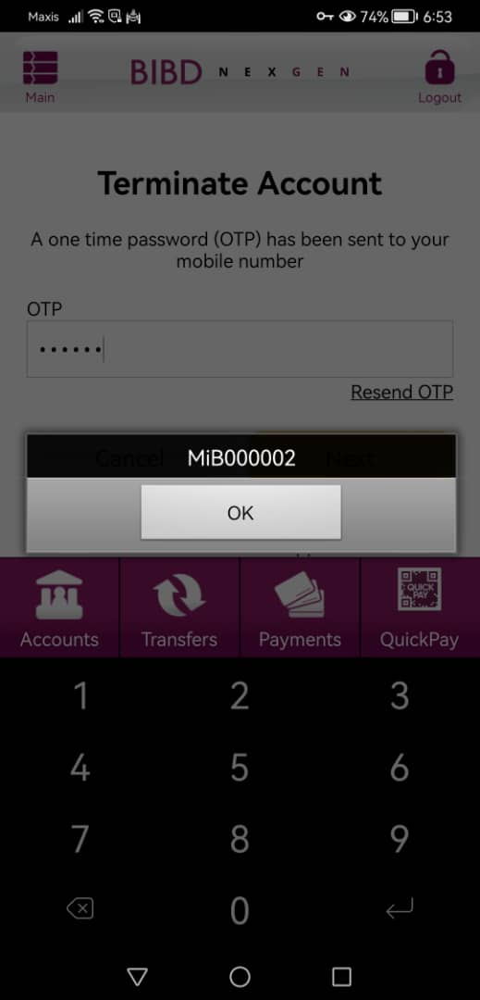 Maxis 74% 6:53
BIBD NEXGEN
Main Logout
Terminate Account
A one time password (OTP) has been sent to your
mobile number
OTP
••••••
Resend OTP
Cancel Next
MiB000002
OK
QUICK
PAY
Accounts Transfers Payments QuickPay
1 2 3
4 5 6
7 8 9
0